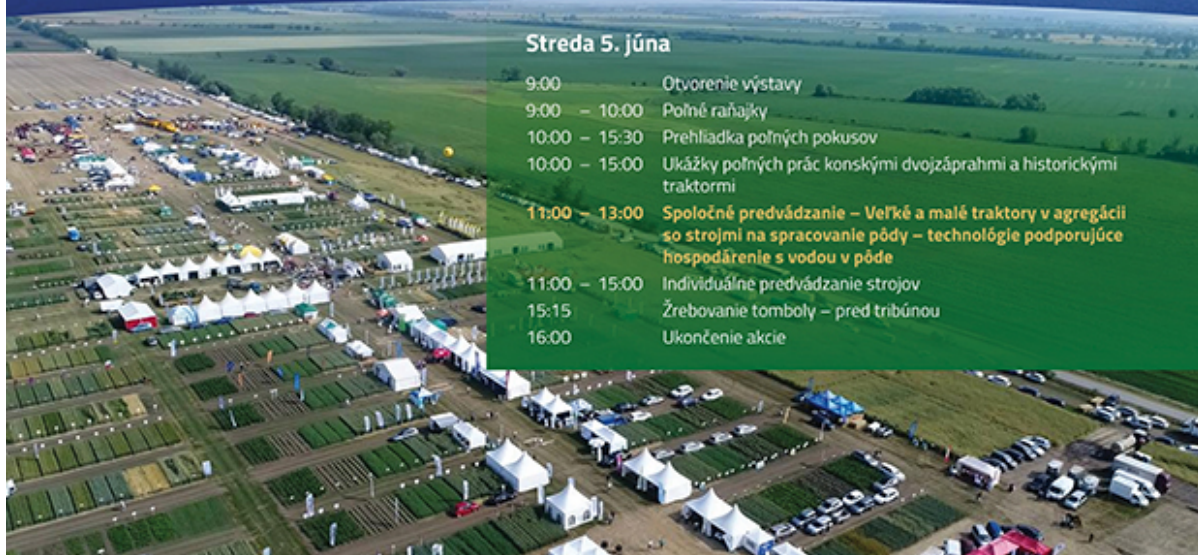 Streda 5. júna
9:00 Otvorenie výstavy
9:00 – 10:00 Poľné raňajky
10:00 – 15:30 Prehliadka poľných pokusov
10:00 – 15:00 Ukážky poľných prác konskými dvojzáprahmi a historickými
traktormi
11:00 – 13:00 Spoločné predvádzanie – Veľké a malé traktory v agregácii
so strojmi na spracovanie pôdy – technológie podporujúce
hospodárenie s vodou v pôde
11:00 – 15:00 Individuálne predvádzanie strojov
15:15 Žrebovanie tomboly – pred tribúnou
16:00 Ukončenie akcie